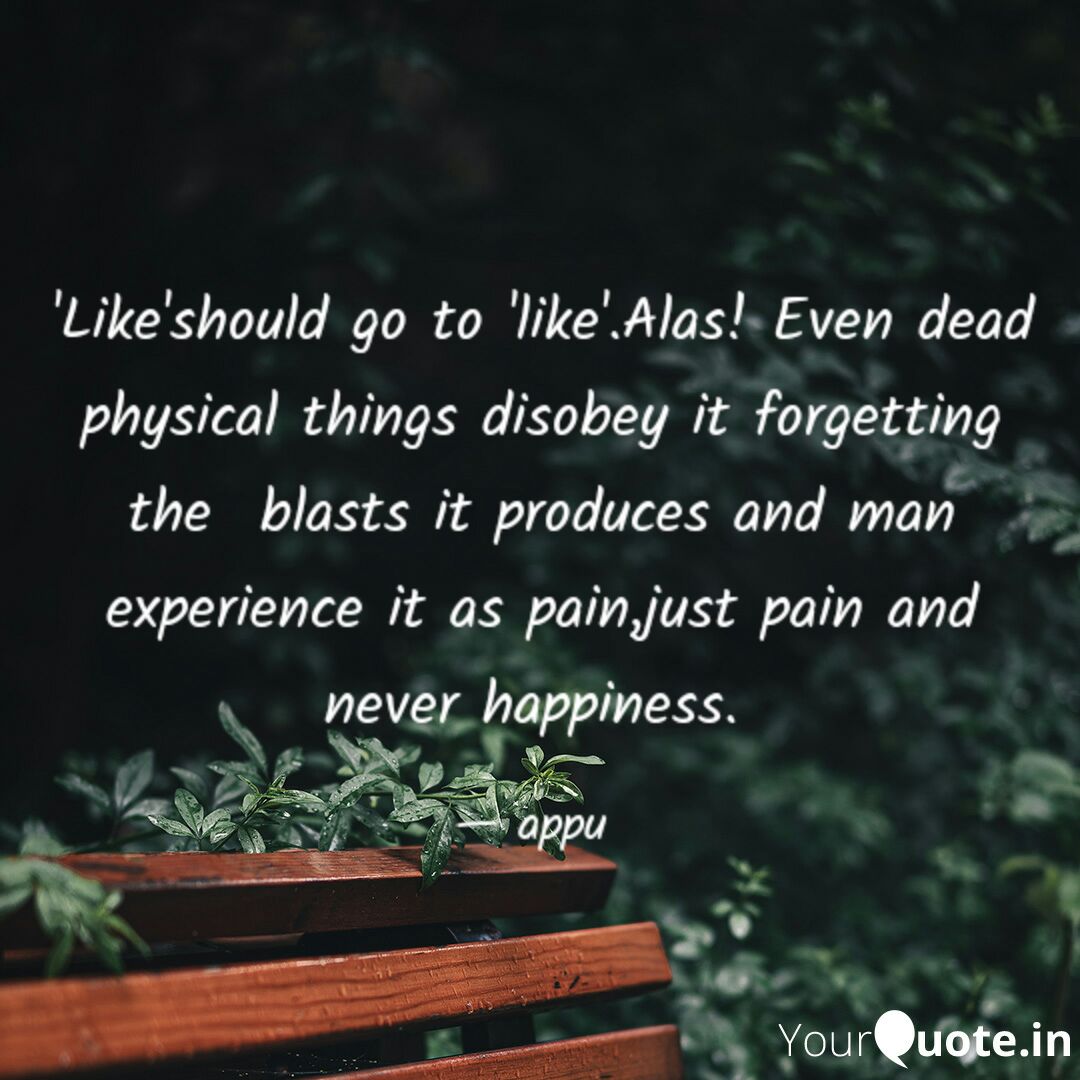 'Like'should go to 'like'.Alas! Even dead
physical things disobey it forgetting
the  blasts it produces and man
experience it as pain,just pain and
never happiness.
— appu
YourQuote.in